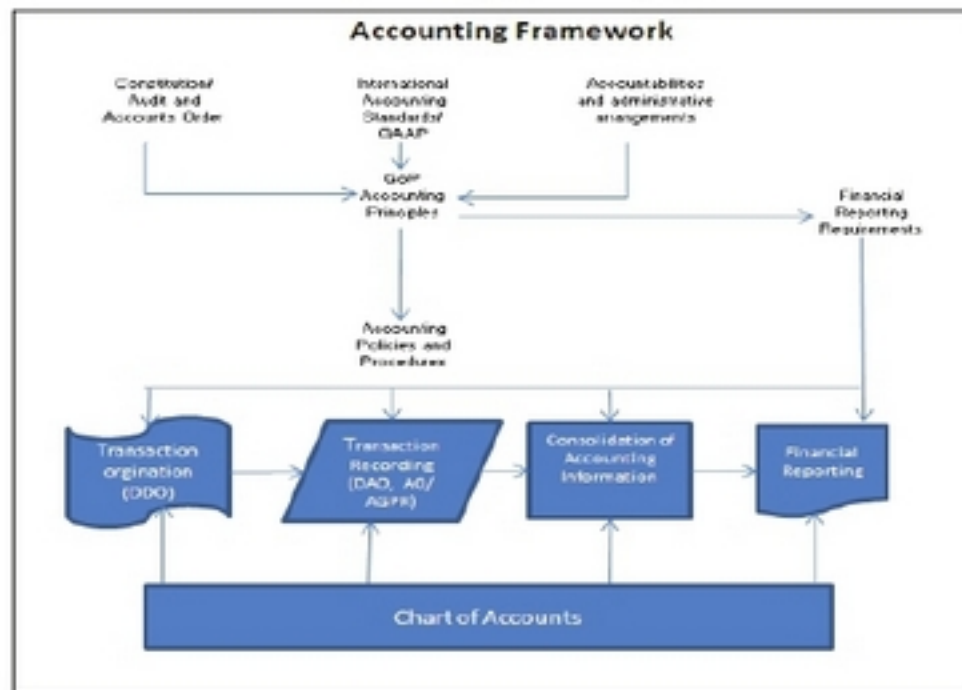 Accounting Framework
Constitution/
Audit and
Accounts Order
International
Accounting
Standards/
GAAP
Accountabilities
and administrative
arrangements
GoP
Accounting
Principles
Financial
Reporting
Requirements
Accounting
Policies and
Procedures
Transaction
orgination
(DDO)
Transaction
Recording
(DAO, AO/
AGPR)
Consolidation of
Accounting
Information
Financial
Reporting
Chart of Accounts